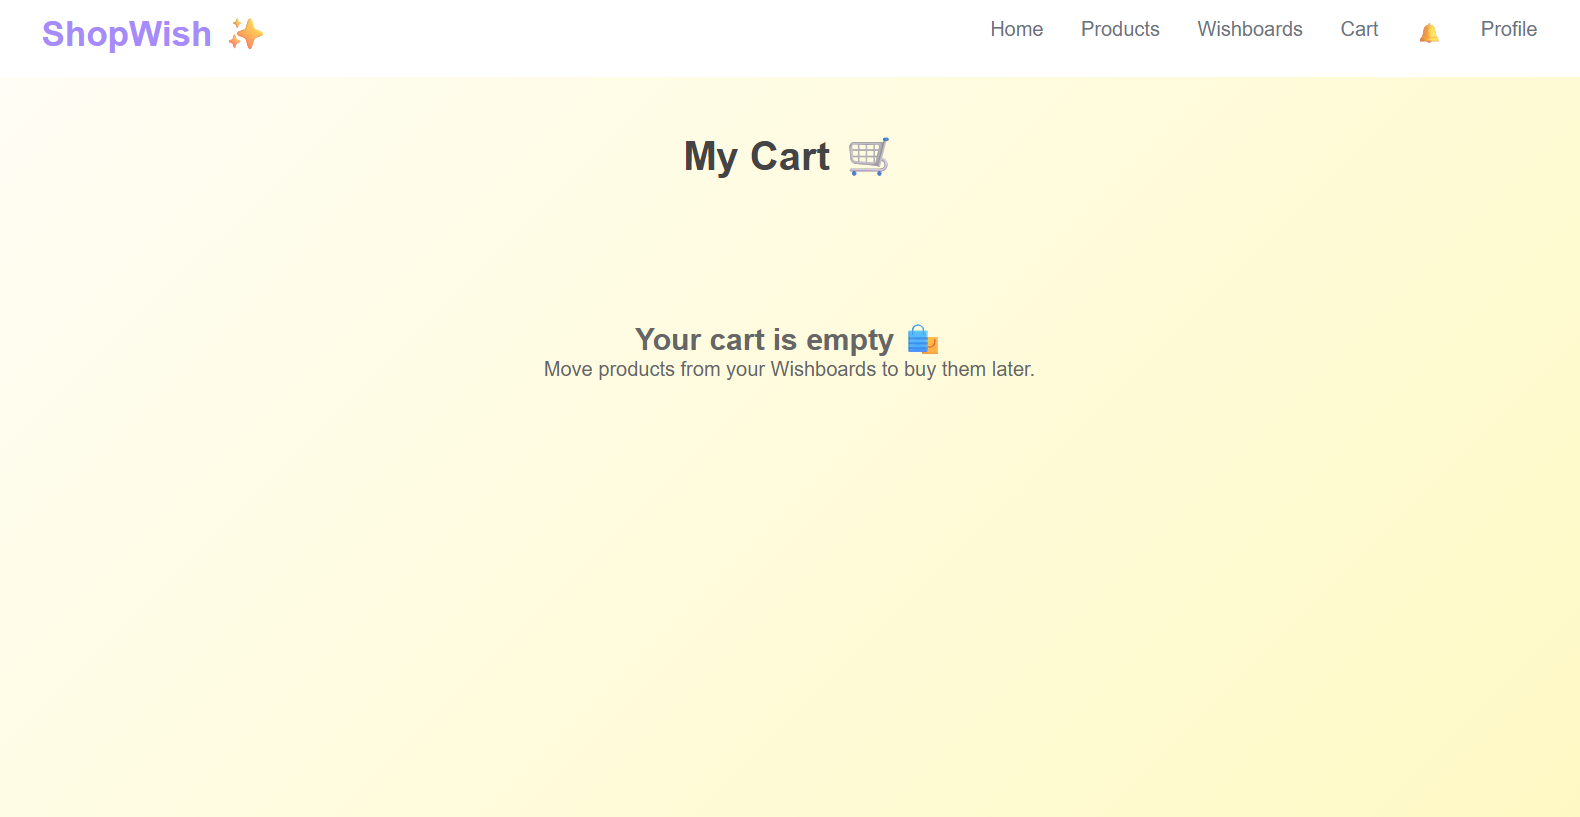 ShopWish ✨
Home Products Wishboards Cart 🔔 Profile
My Cart 🛒
Your cart is empty 🛍️
Move products from your Wishboards to buy them later.